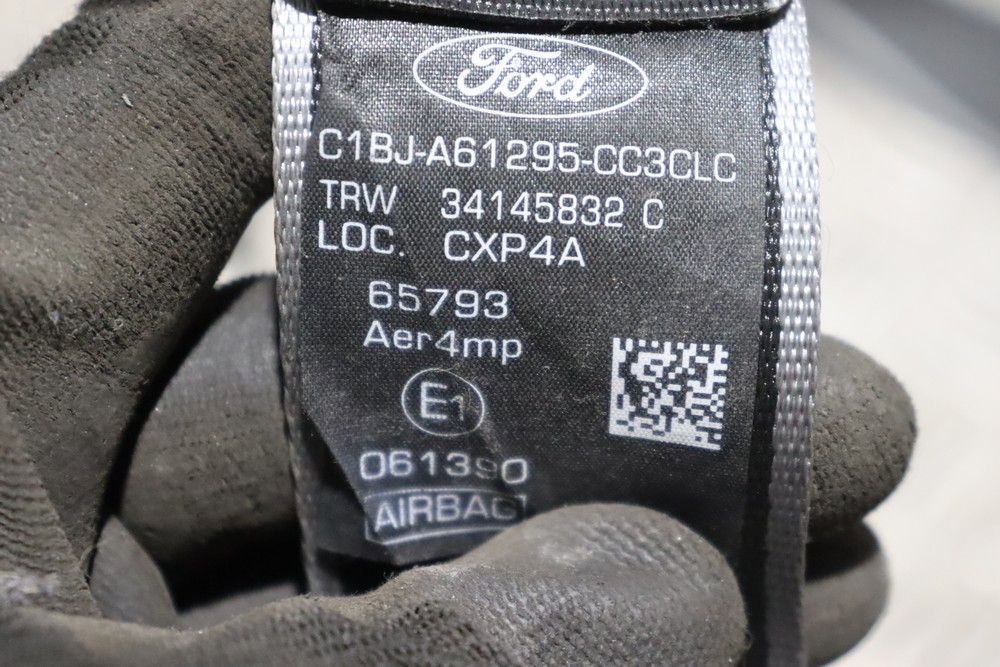 Ford
C1BJ-A61295-CC3CLC
TRW 34145832 C
LOC. CXP4A
65793
Aer4mp
E1
061390
AIRBAG